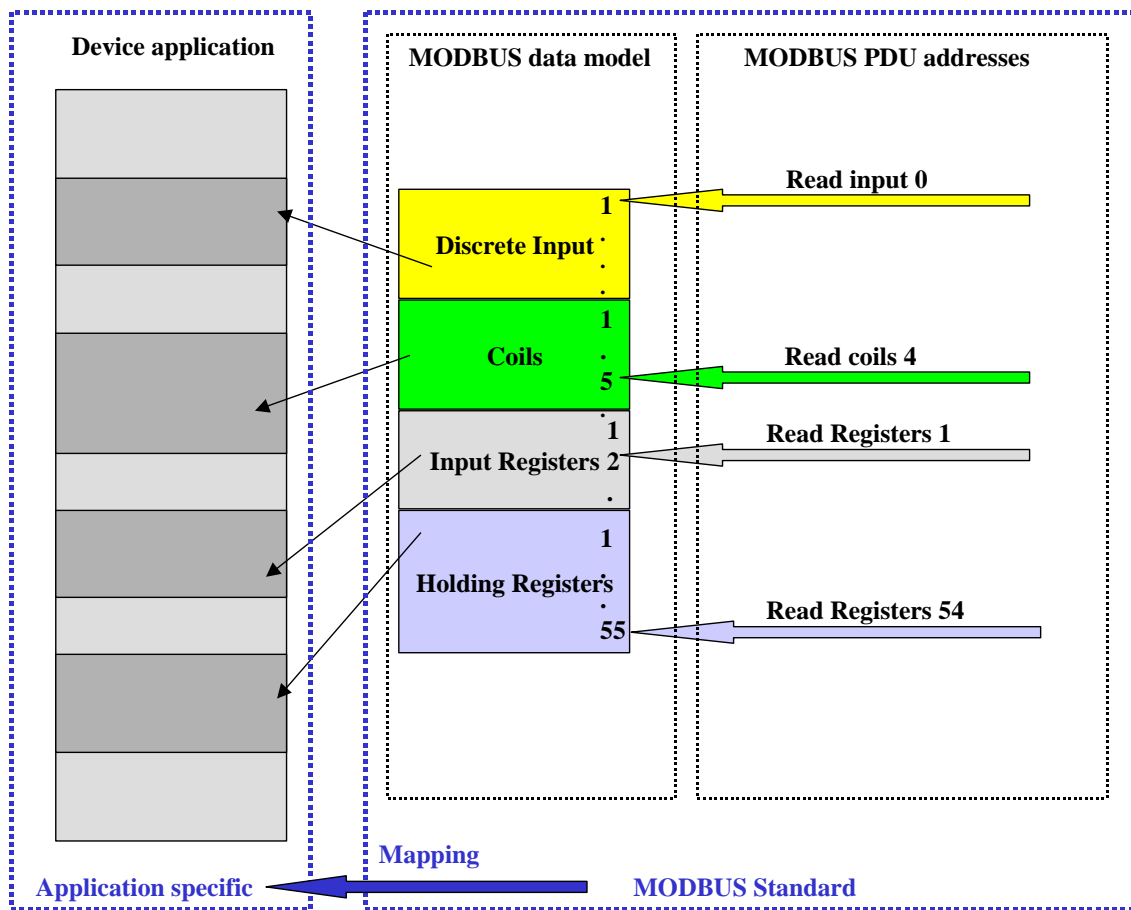 Device application
MODBUS data model
MODBUS PDU addresses
Read input 0
1
Discrete Input
.
.
.
1
Coils
.
5
.
Read coils 4
1
Input Registers 2
.
Read Registers 1
1
.
Holding Registers
.
55
Read Registers 54
Mapping
Application specific
MODBUS Standard